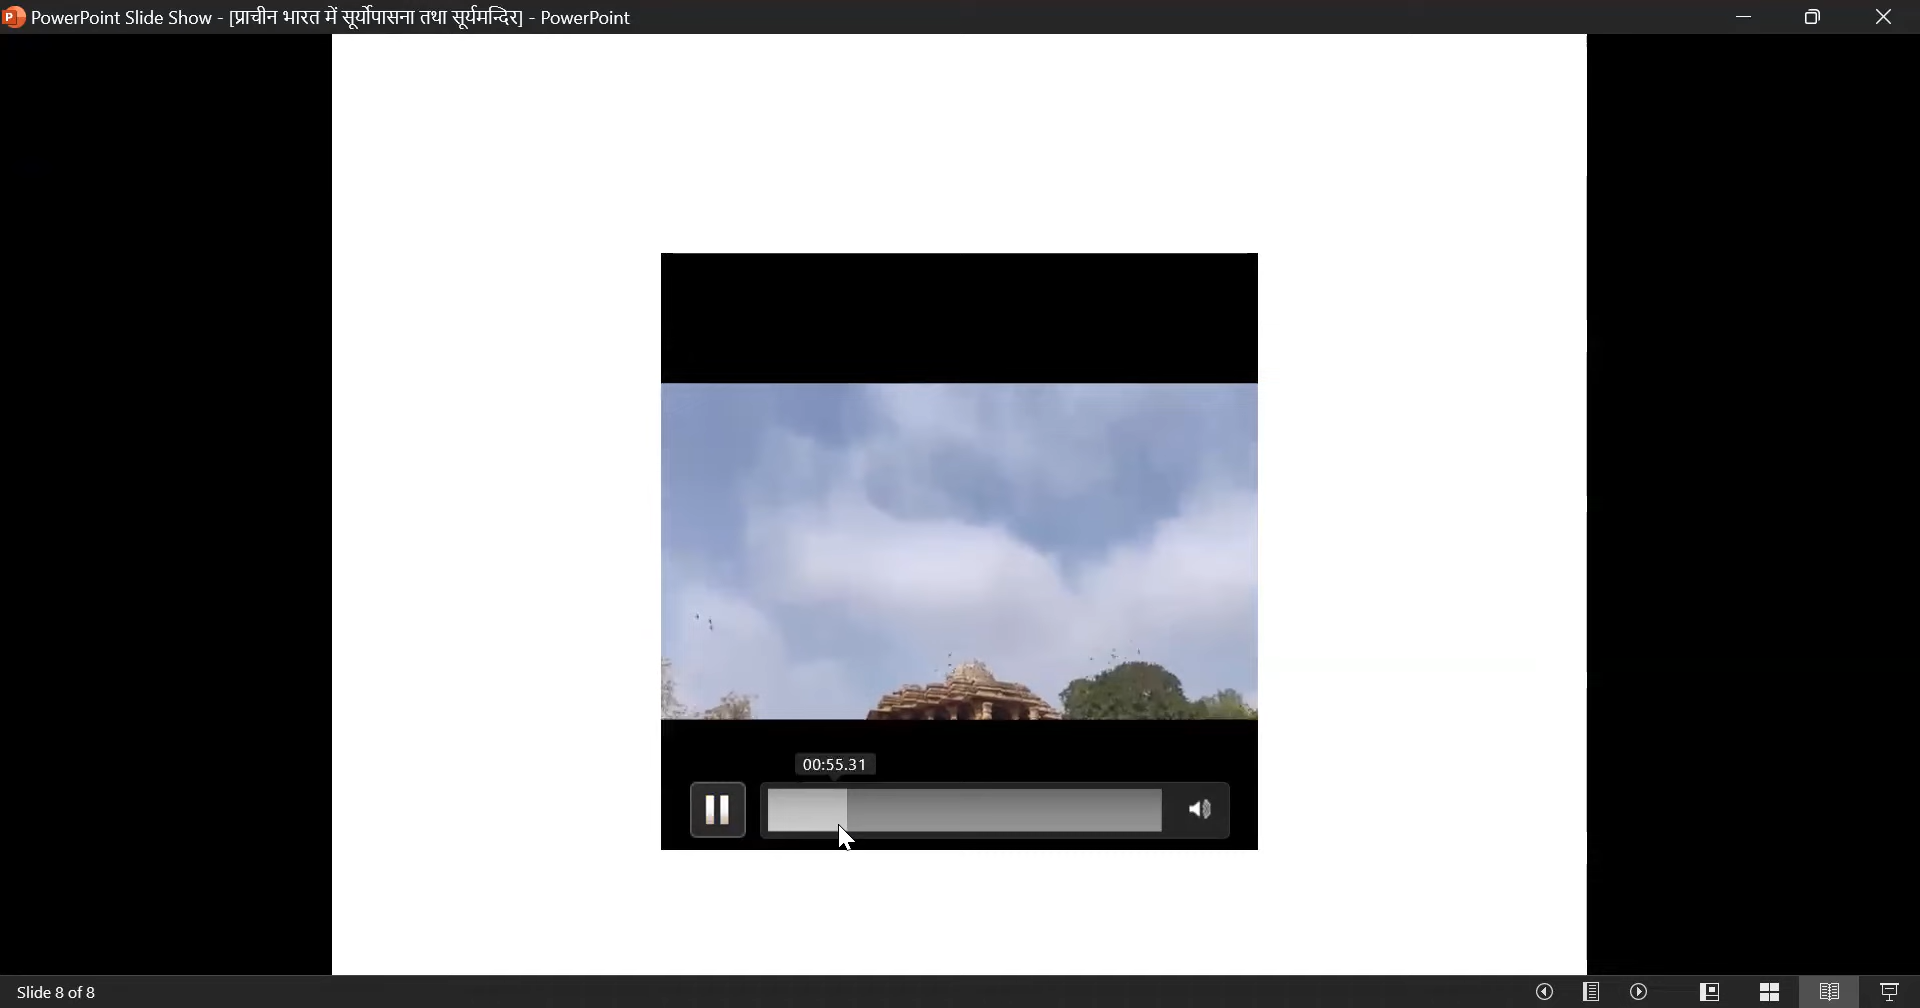 PowerPoint Slide Show - [प्राचीन भारत में सूर्योपासना तथा सूर्यमन्दिर] - PowerPoint
00:55.31
Slide 8 of 8